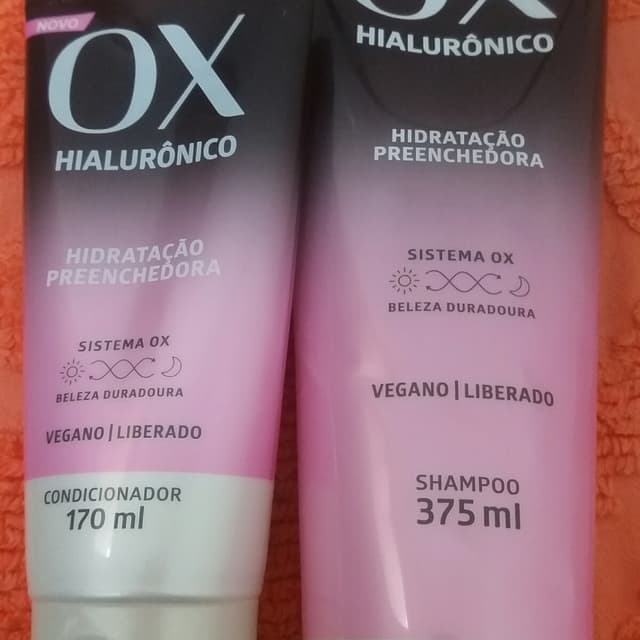 NOVO
OX
HIALURÔNICO
HIDRATAÇÃO
PREENCHEDORA
SISTEMA OX
BELEZA DURADOURA
VEGANO | LIBERADO
CONDICIONADOR
170 ml
OX
HIALURÔNICO
HIDRATAÇÃO
PREENCHEDORA
SISTEMA OX
BELEZA DURADOURA
VEGANO | LIBERADO
SHAMPOO
375 ml